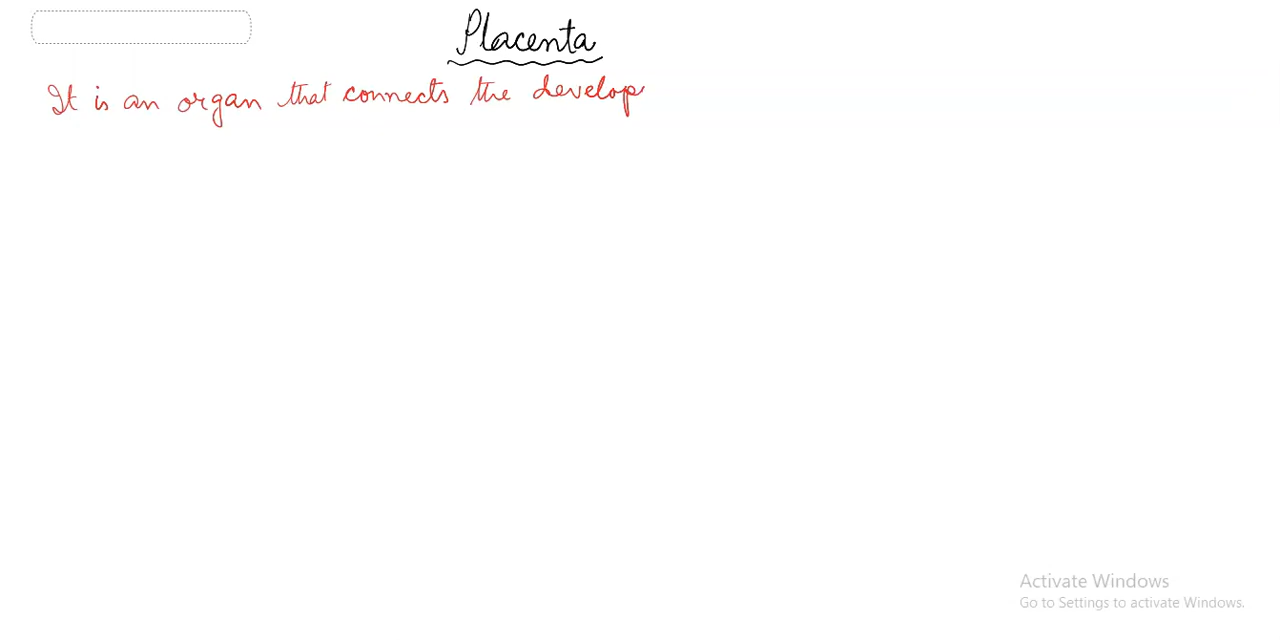 Placenta
It is an organ that connects the develop
Activate Windows
Go to Settings to activate Windows.